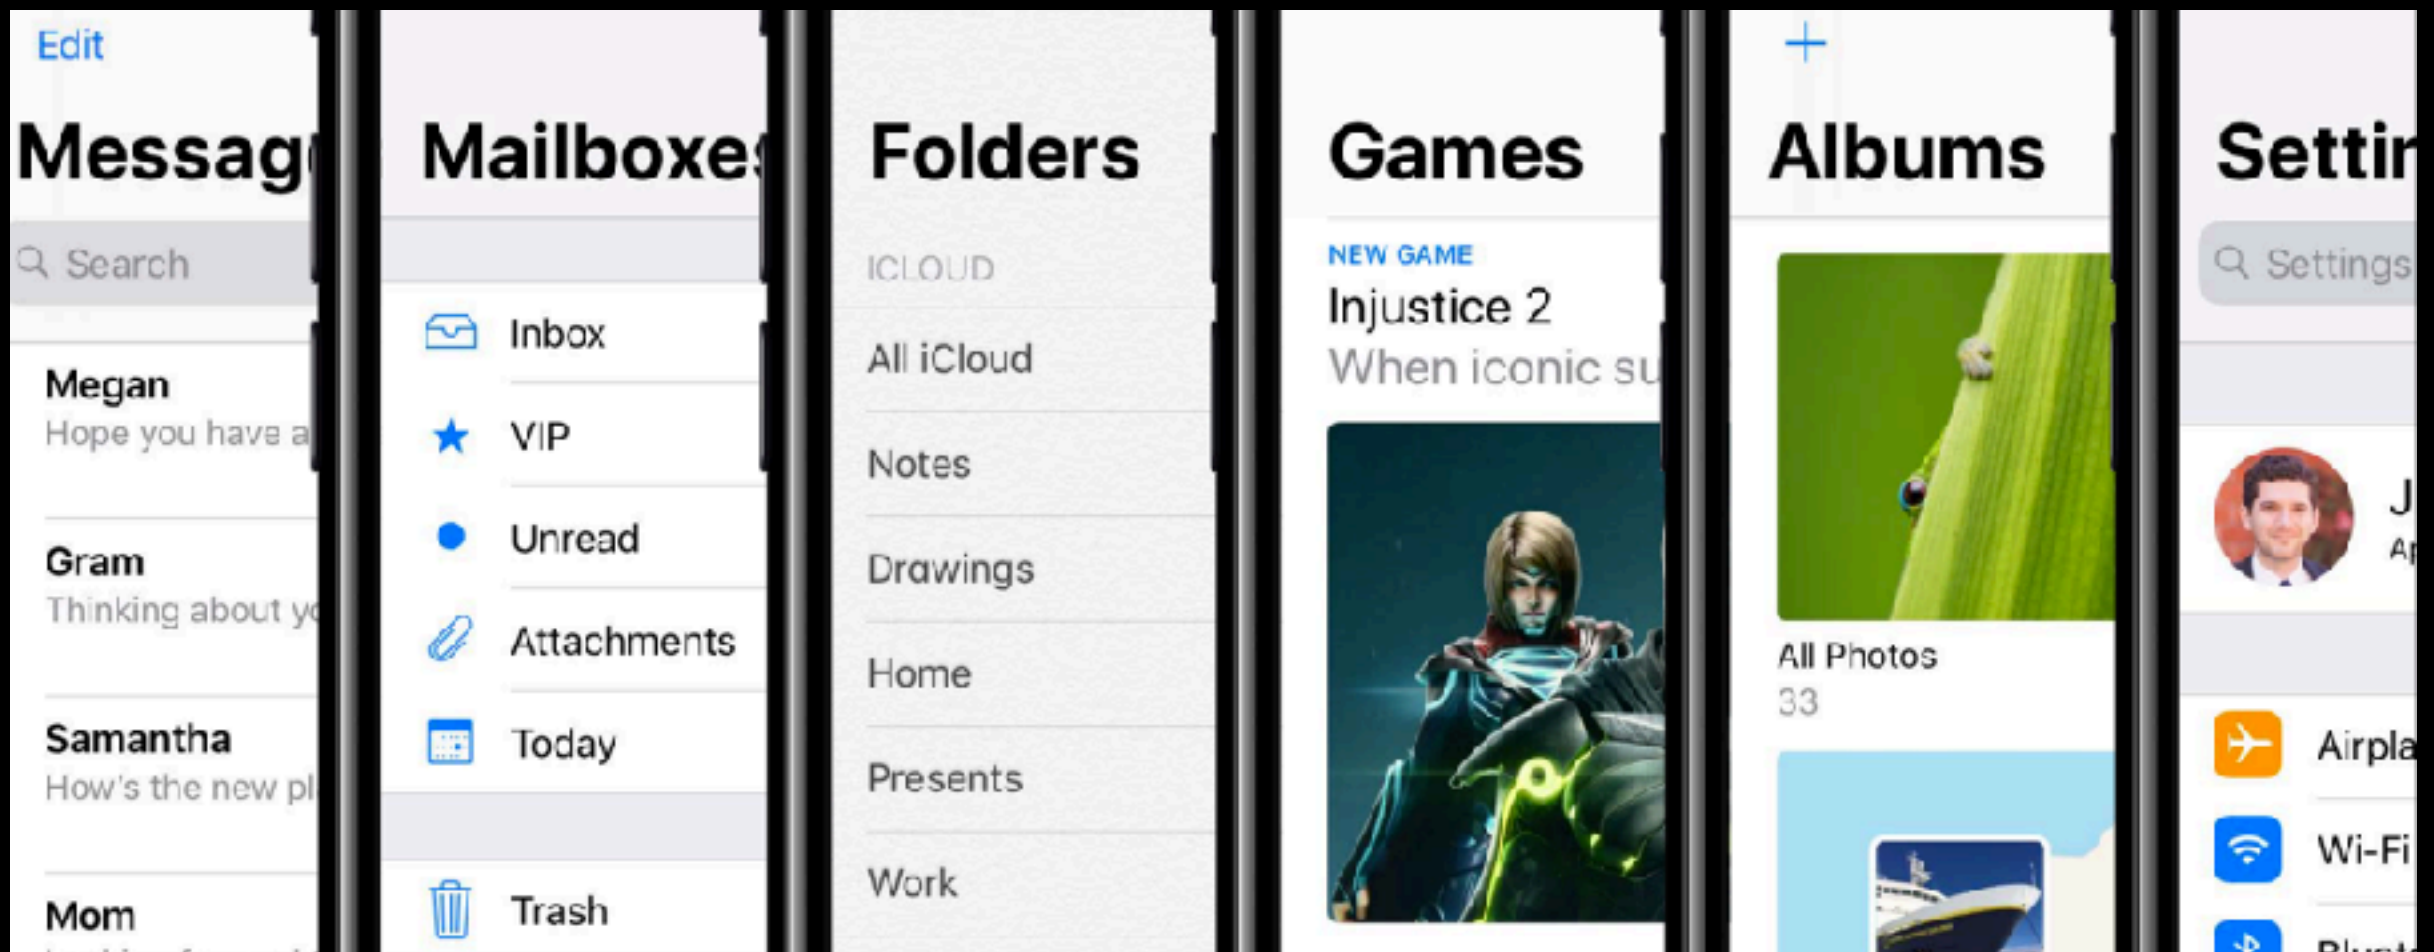 Edit
Messag
Search
Megan
Hope you have a
Gram
Thinking about yo
Samantha
How's the new pl
Mom
Mailboxes
Inbox
VIP
Unread
Attachments
Today
Trash
Folders
ICLOUD
All iCloud
Notes
Drawings
Home
Presents
Work
Games
NEW GAME
Injustice 2
When iconic su
Albums
All Photos
33
Settin
Settings
J
Ap
Airpla
Wi-Fi